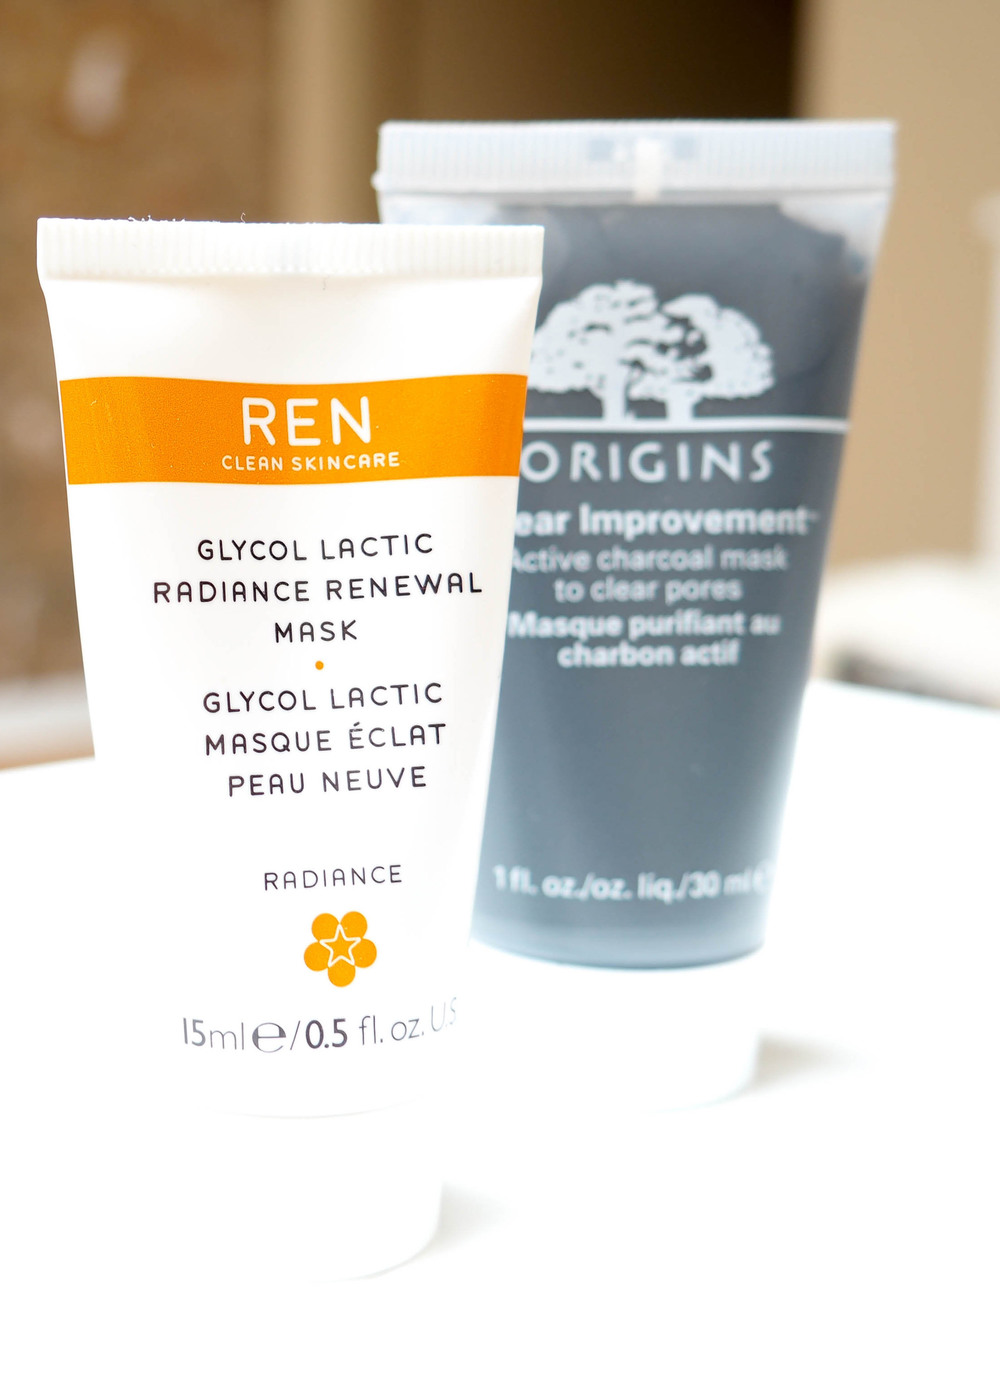 REN
CLEAN SKINCARE
GLYCOL LACTIC
RADIANCE RENEWAL
MASK
GLYCOL LACTIC
MASQUE ÉCLAT
PEAU NEUVE
RADIANCE
15ml℮/0.5 fl. oz. U.S
ORIGINS
ear Improvement
Active charcoal mask
to clear pores
Masque purifiant au
charbon actif
1 fl. oz./oz. liq./30 ml ℮